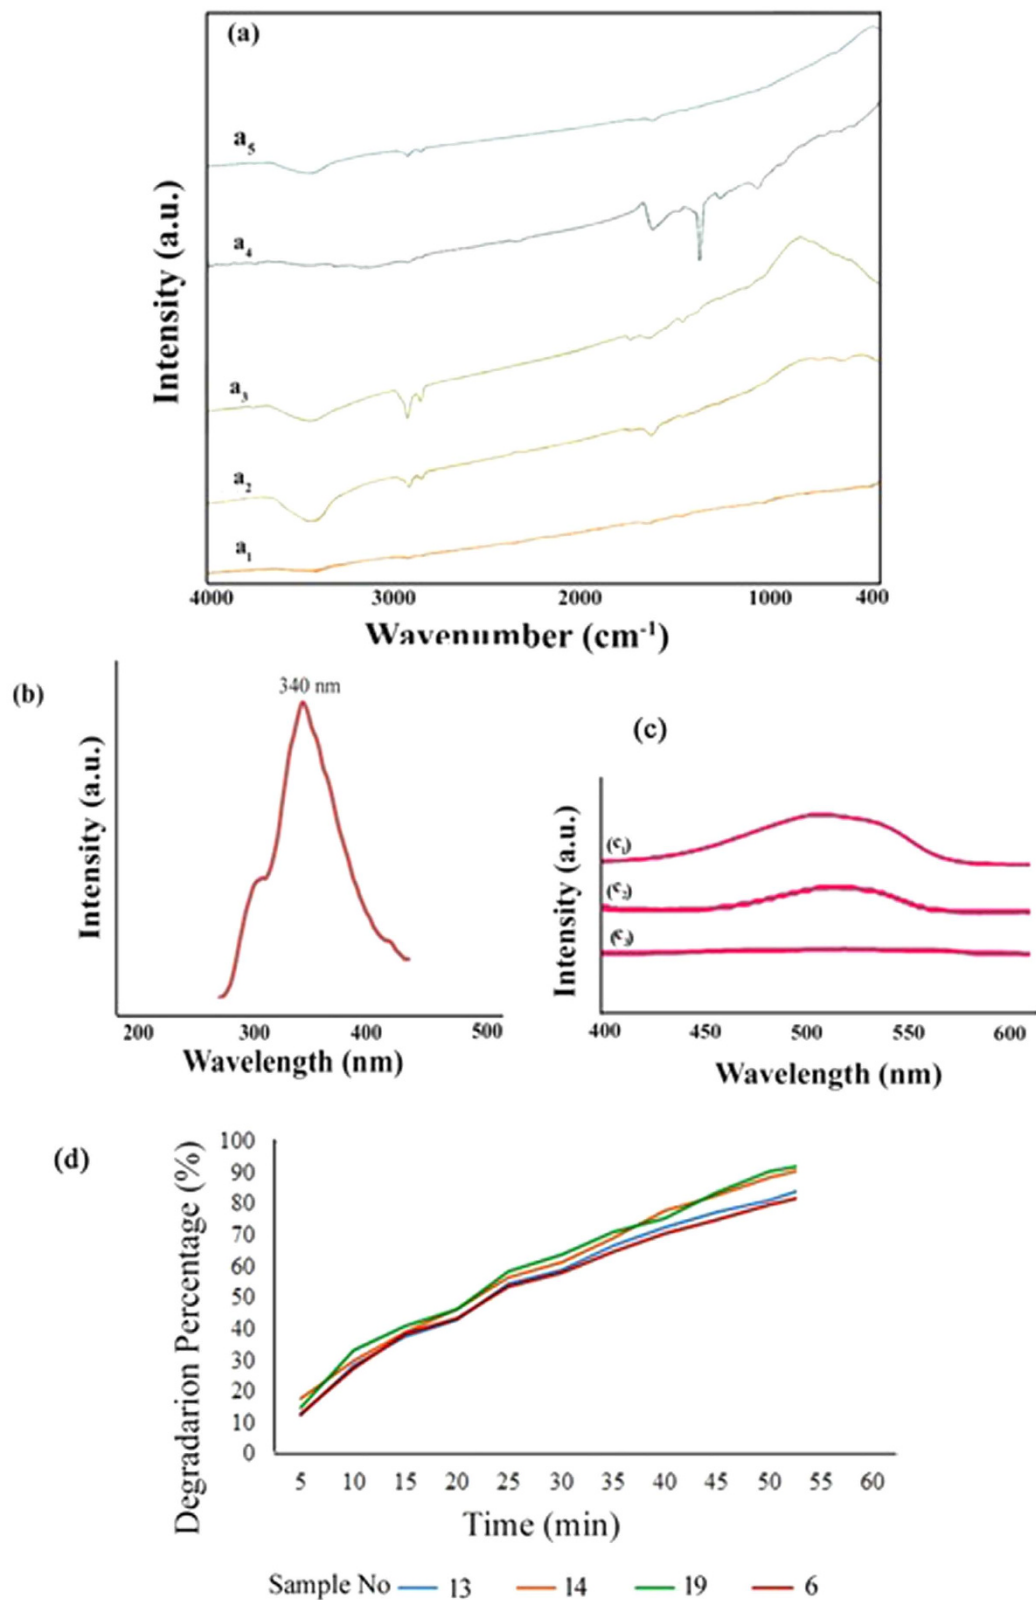 (a)
a5
a4
a3
a2
a1
Intensity (a.u.)
4000 3000 2000 1000 400
Wavenumber (cm-1)
(b)
340 nm
Intensity (a.u.)
200 300 400 500
Wavelength (nm)
(c)
(c1)
(c2)
(c3)
Intensity (a.u.)
400 450 500 550 600
Wavelength (nm)
(d)
Degradarion Percentage (%)
100
90
80
70
60
50
40
30
20
10
0
5 10 15 20 25 30 35 40 45 50 55 60
Time (min)
Sample No 13 14 19 6